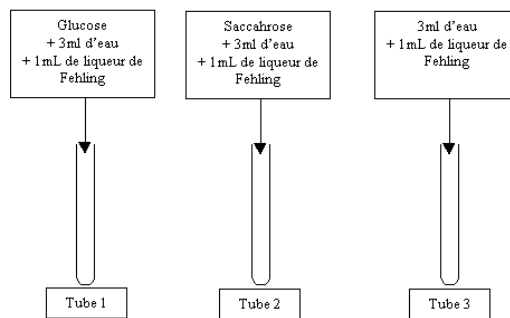 Glucose
+ 3ml d'eau
+ 1mL de liqueur de
Fehling
Saccahrose
+ 3ml d'eau
+ 1mL de liqueur de
Fehling
3ml d'eau
+ 1mL de liqueur de
Fehling
Tube 1
Tube 2
Tube 3